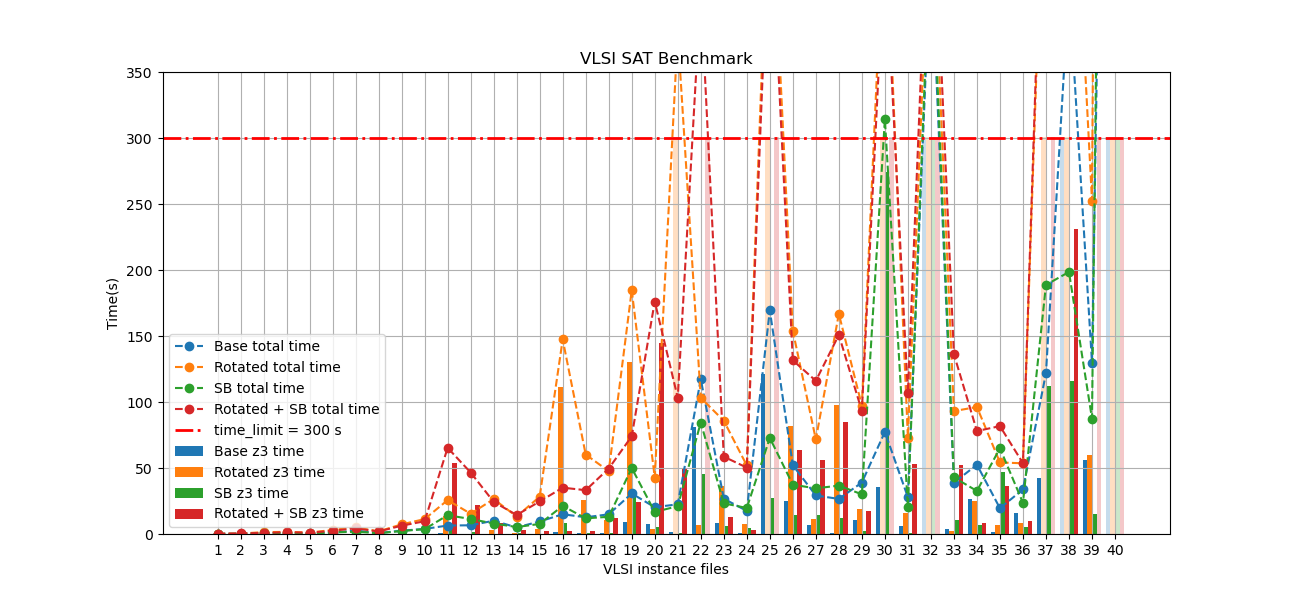 VLSI SAT Benchmark
350
300
250
200
150
100
50
0
Time(s)
Base total time
Rotated total time
SB total time
Rotated + SB total time
time_limit = 300 s
Base z3 time
Rotated z3 time
SB z3 time
Rotated + SB z3 time
1 2 3 4 5 6 7 8 9 10 11 12 13 14 15 16 17 18 19 20 21 22 23 24 25 26 27 28 29 30 31 32 33 34 35 36 37 38 39 40
VLSI instance files